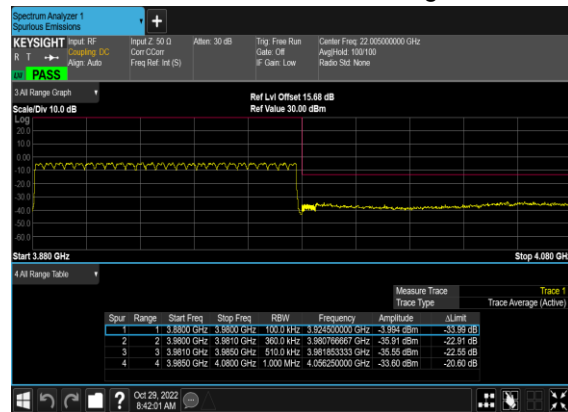 Spectrum Analyzer 1
Spurious Emissions
+
KEYSIGHT Input: RF Input Z: 50 Ω Atten: 30 dB Trig: Free Run Center Freq: 22.005000000 GHz
R T Coupling: DC Corr CCorr Gate: Off Avg|Hold: 100/100
Align: Auto Freq Ref: Int (S) IF Gain: Low Radio Std: None
PASS
3 All Range Graph
Ref Lvl Offset 15.68 dB
Scale/Div 10.0 dB Ref Value 30.00 dBm
Log
20.0
10.0
0.00
-10.0
-20.0
-30.0
-40.0
-50.0
-60.0
Start 3.880 GHz Stop 4.080 GH
4 All Range Table
Measure Trace Trace 1
Trace Type Trace Average (Active)
Spur Range Start Freq Stop Freq RBW Frequency Amplitude ΔLimit
1 1 3.8800 GHz 3.9800 GHz 100.0 kHz 3.924500000 GHz -3.994 dBm -33.99 dB
2 2 3.9800 GHz 3.9810 GHz 360.0 kHz 3.980766667 GHz -35.91 dBm -22.91 dB
3 3 3.9810 GHz 3.9850 GHz 510.0 kHz 3.981853333 GHz -35.55 dBm -22.55 dB
4 4 3.9850 GHz 4.0800 GHz 1.000 MHz 4.056250000 GHz -33.60 dBm -20.60 dB
? Oct 29, 2022
8:42:01 AM